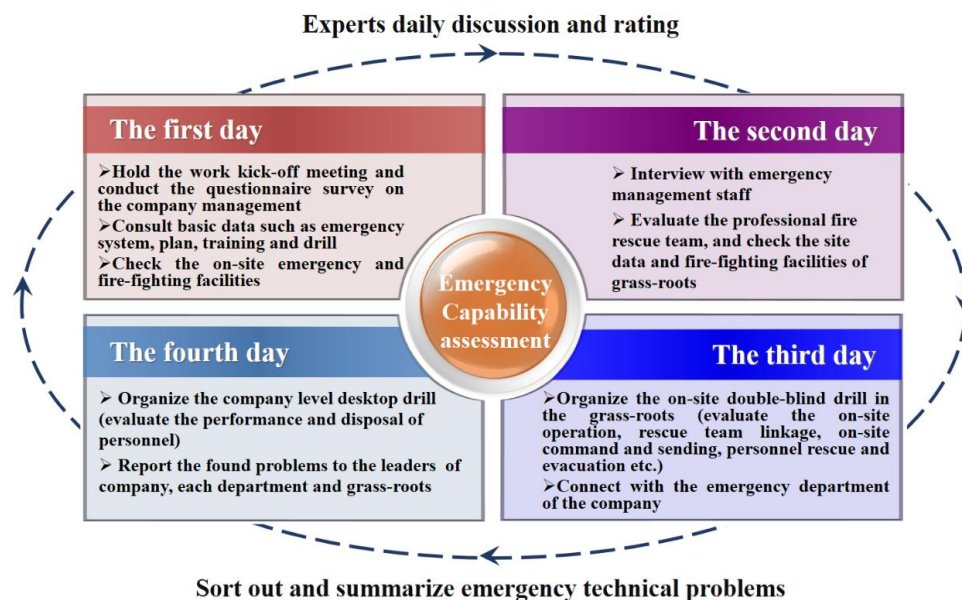 Experts daily discussion and rating
The first day
➢Hold the work kick-off meeting and
conduct the questionnaire survey on
the company management
➢Consult basic data such as emergency
system, plan, training and drill
➢Check the on-site emergency and
fire-fighting facilities
The second day
➢ Interview with emergency
management staff
➢ Evaluate the professional fire
rescue team, and check the site
data and fire-fighting facilities of
grass-roots
Emergency
Capability
assessment
The fourth day
➢ Organize the company level desktop drill
(evaluate the performance and disposal of
personnel)
➢ Report the found problems to the leaders of
company, each department and grass-roots
The third day
➢Organize the on-site double-blind drill in
the grass-roots (evaluate the on-site
operation, rescue team linkage, on-site
command and sending, personnel rescue and
evacuation etc.)
➢Connect with the emergency department
of the company
Sort out and summarize emergency technical problems